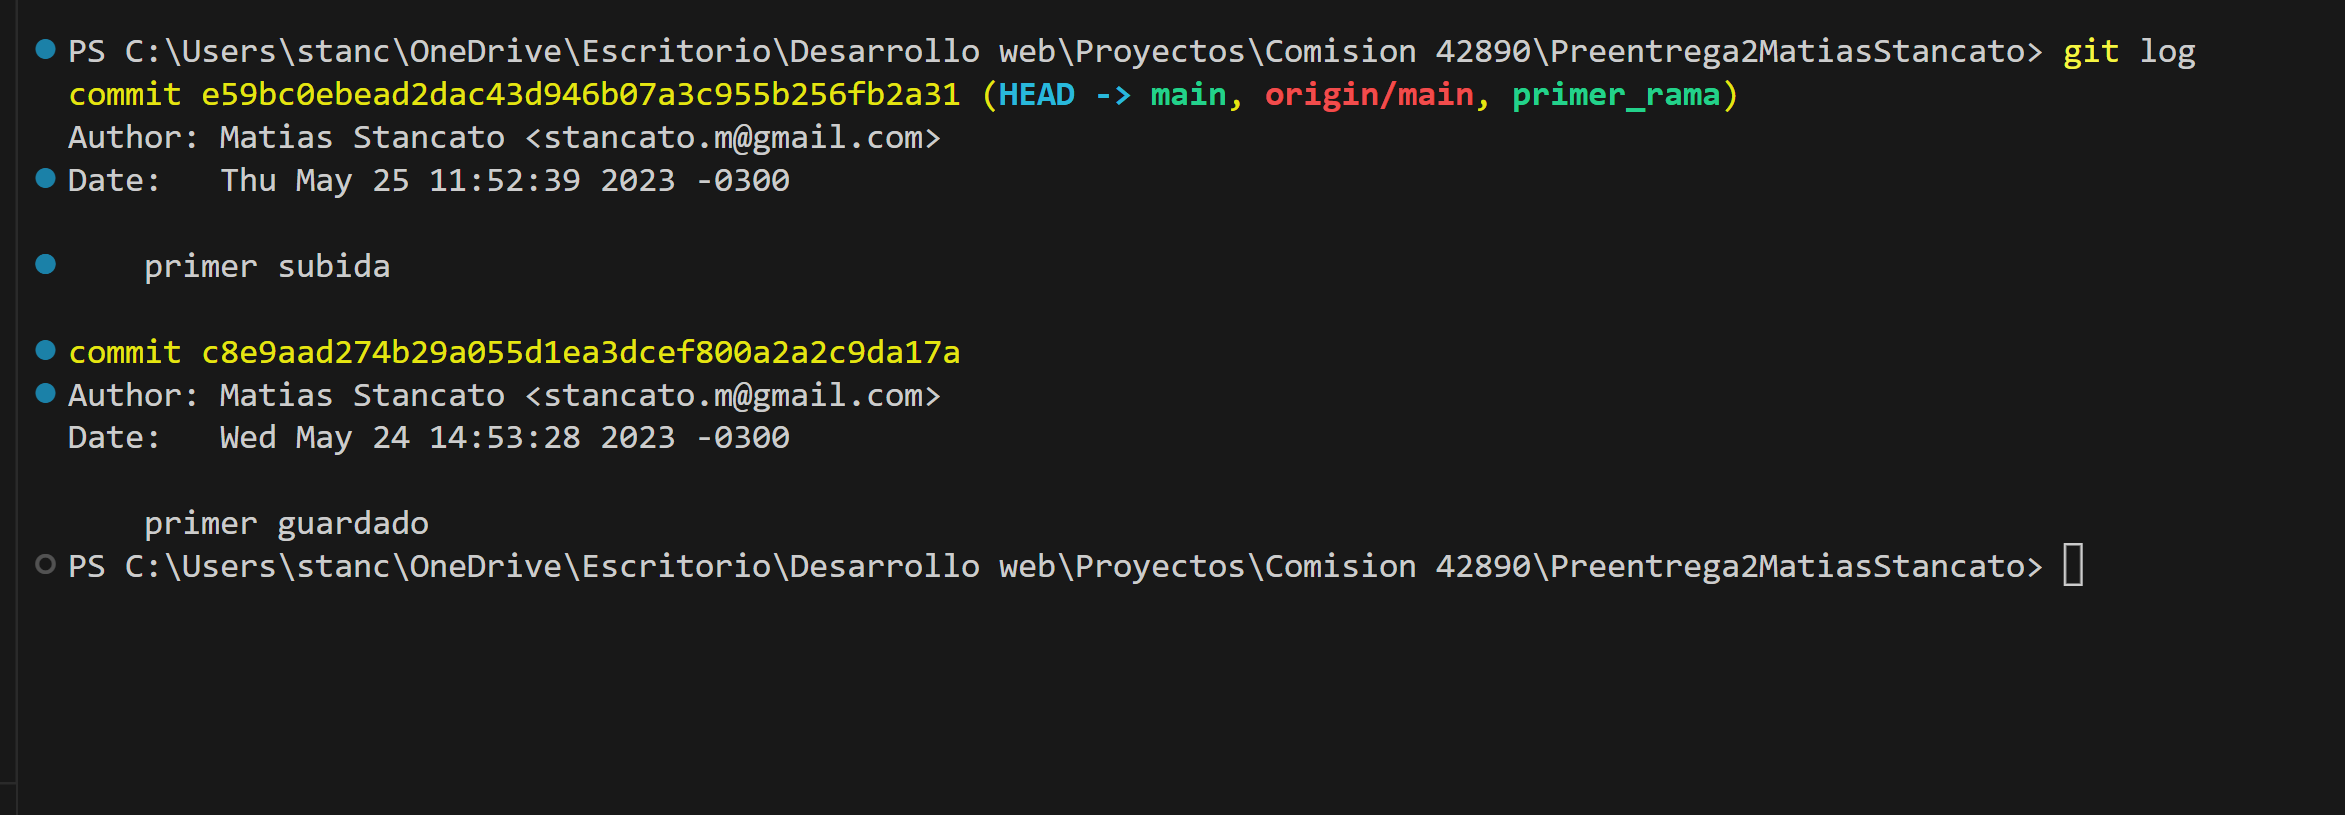 PS C:\Users\stanc\OneDrive\Escritorio\Desarrollo web\Proyectos\Comision 42890\Preentrega2MatiasStancato> git log
commit e59bc0ebead2dac43d946b07a3c955b256fb2a31 (HEAD -> main, origin/main, primer_rama)
Author: Matias Stancato <stancato.m@gmail.com>
Date:   Thu May 25 11:52:39 2023 -0300
    primer subida
commit c8e9aad274b29a055d1ea3dcef800a2a2c9da17a
Author: Matias Stancato <stancato.m@gmail.com>
Date:   Wed May 24 14:53:28 2023 -0300
    primer guardado
PS C:\Users\stanc\OneDrive\Escritorio\Desarrollo web\Proyectos\Comision 42890\Preentrega2MatiasStancato>